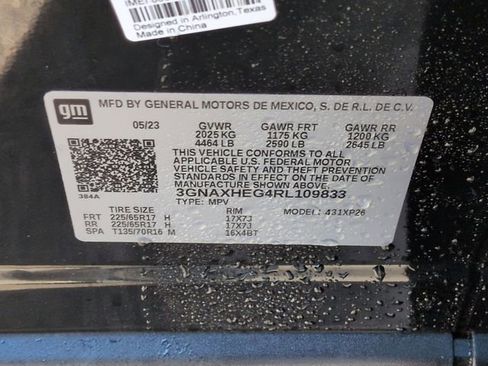 Designed in Arlington, Texas
Made in China
gm
MFD BY GENERAL MOTORS DE MEXICO, S. DE R.L. DE C.V.
05/23 GVWR GAWR FRT GAWR RR
2025 KG 1175 KG 1200 KG
4464 LB 2590 LB 2645 LB
THIS VEHICLE CONFORMS TO ALL
APPLICABLE U.S. FEDERAL MOTOR
VEHICLE SAFETY AND THEFT
PREVENTION STANDARDS IN EFFECT
ON THE DATE OF
MANUFACTURE SHOWN ABOVE.
384A
3GNAXHEG4RL109833
TYPE: MPV
TIRE SIZE RIM MODEL: 431XP26
FRT 225/65R17 H 17X7J
RR 225/65R17 H 17X7J
SPA T135/70R16 M 16X4BT